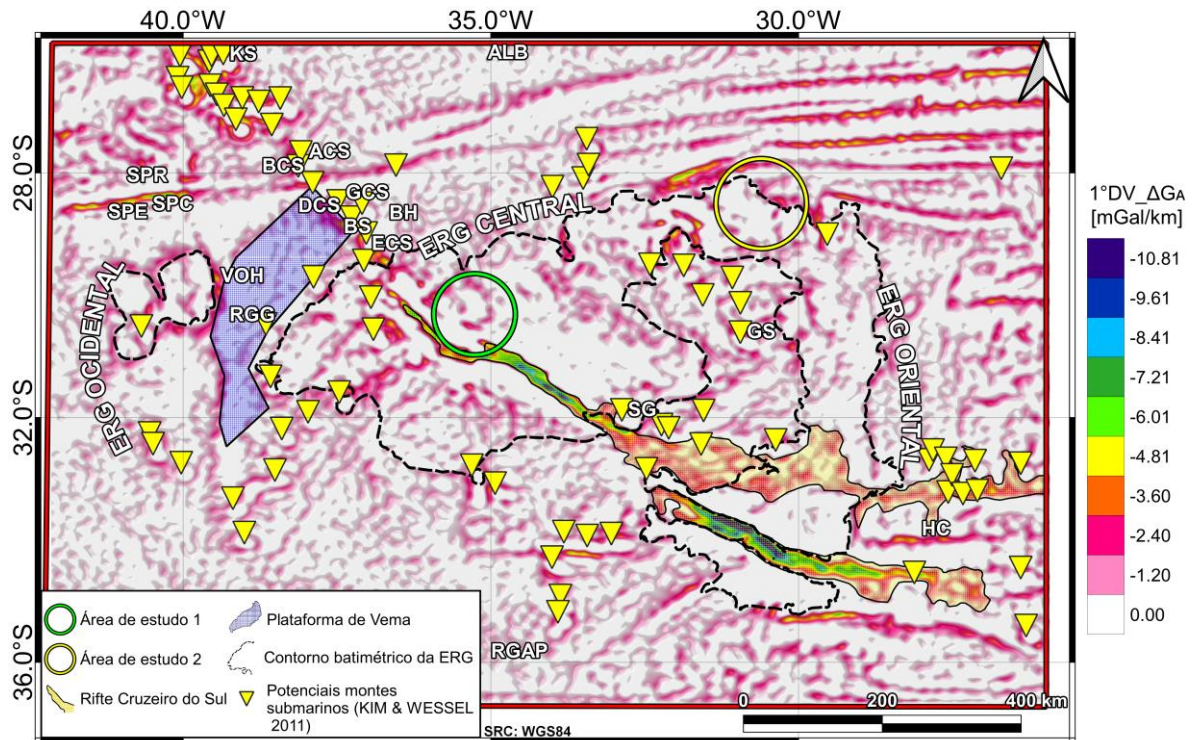 40.0°W 35.0°W 30.0°W
KS ALB
28.0°S
32.0°S
36.0°S
ACS
BCS
SPR
SPC
SPE
GCS
DCS
BH
BS
ECS
ERG CENTRAL
VOH
RGG
ERG OCIDENTAL
GS
ERG ORIENTAL
SG
HC
RGAP
1°DV_ΔGA
[mGal/km]
-10.81
-9.61
-8.41
-7.21
-6.01
-4.81
-3.60
-2.40
-1.20
0.00
Área de estudo 1
Plataforma de Vema
Área de estudo 2
Contorno batimétrico da ERG
Rifte Cruzeiro do Sul
Potenciais montes
submarinos (KIM & WESSEL
2011)
SRC: WGS84
0 200 400 km